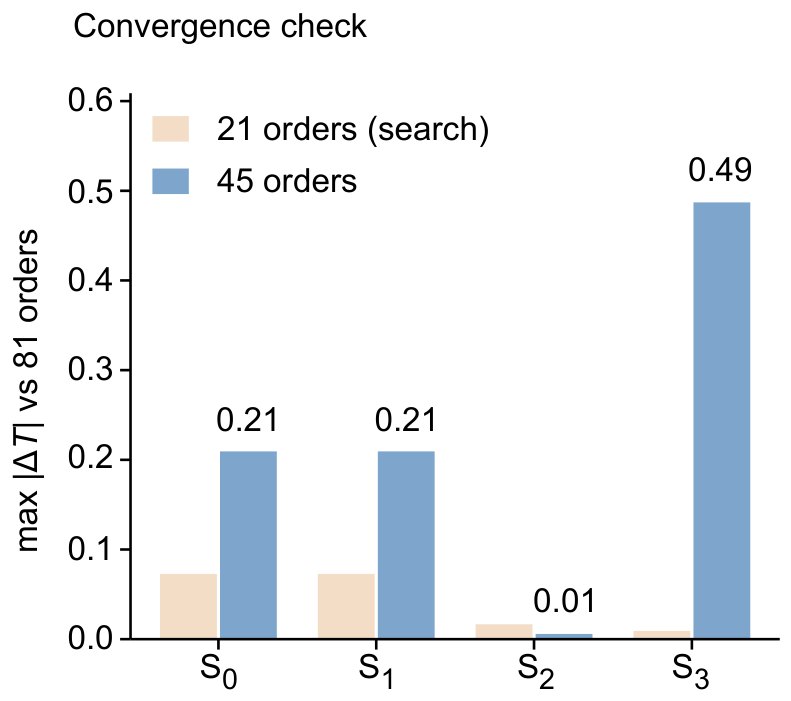 Convergence check
max |ΔT| vs 81 orders
0.6
0.5
0.4
0.3
0.2
0.1
0.0
21 orders (search)
45 orders
0.21
0.21
0.01
0.49
S₀
S₁
S₂
S₃